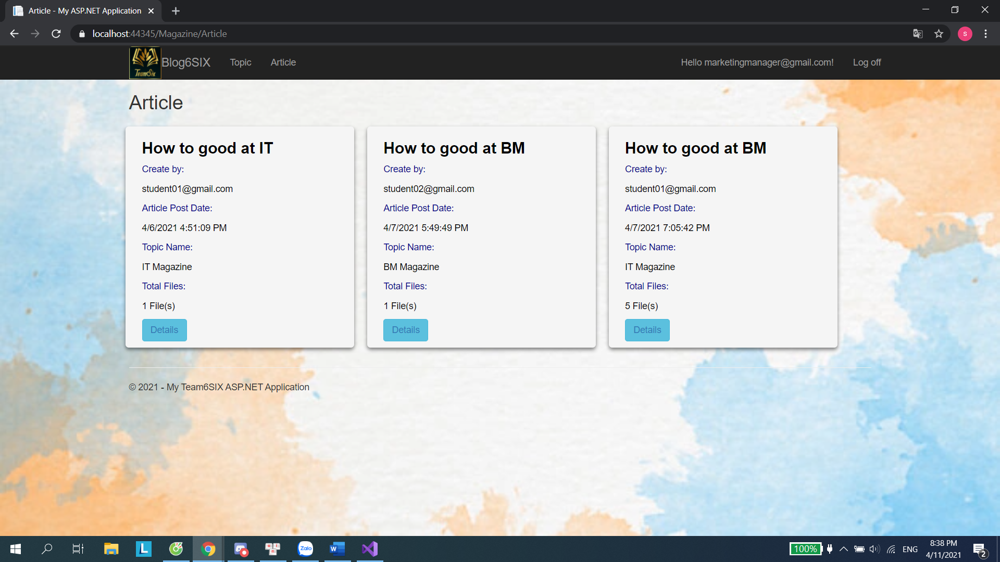 Article - My ASP.NET Application
localhost:44345/Magazine/Article
s
TeamSix
Blog6SIX
Topic
Article
Hello marketingmanager@gmail.com!
Log off
Article
How to good at IT
Create by:
student01@gmail.com
Article Post Date:
4/6/2021 4:51:09 PM
Topic Name:
IT Magazine
Total Files:
1 File(s)
Details
How to good at BM
Create by:
student02@gmail.com
Article Post Date:
4/7/2021 5:49:49 PM
Topic Name:
BM Magazine
Total Files:
1 File(s)
Details
How to good at BM
Create by:
student01@gmail.com
Article Post Date:
4/7/2021 7:05:42 PM
Topic Name:
IT Magazine
Total Files:
5 File(s)
Details
© 2021 - My Team6SIX ASP.NET Application
L
Zalo
W
100%
ENG
8:38 PM
4/11/2021
2